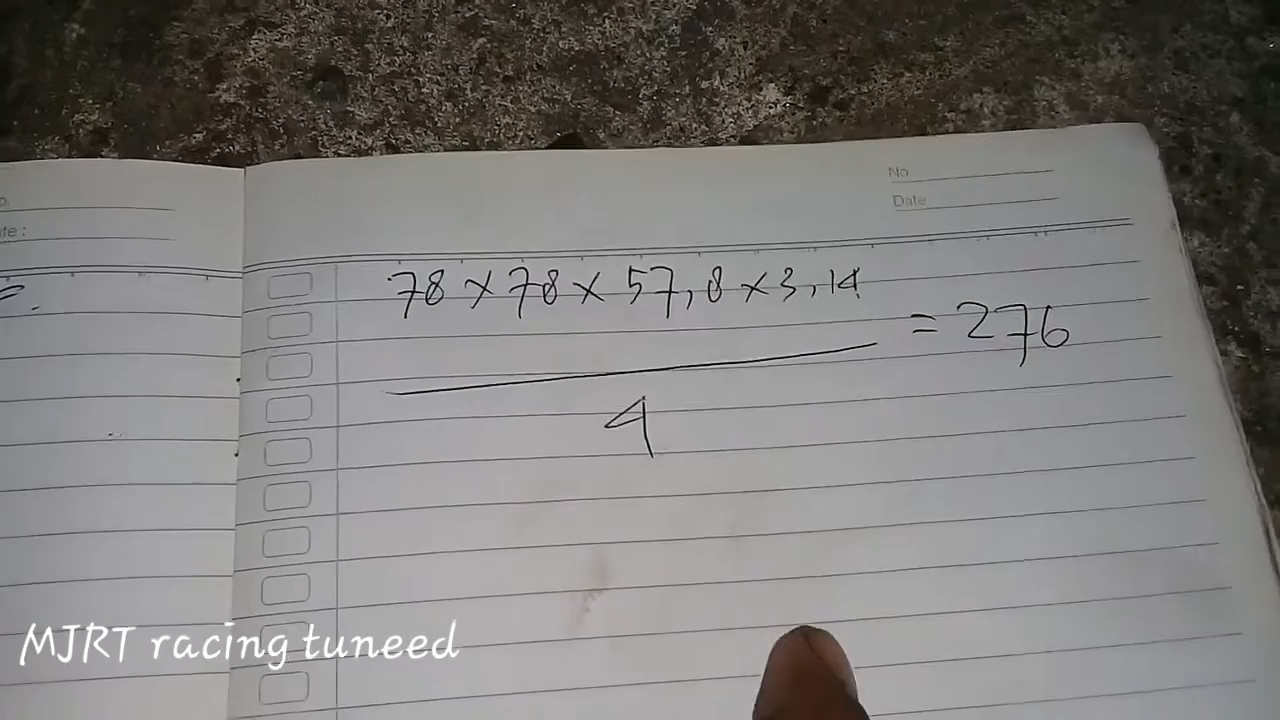 No
Date
78 x 78 x 57,8 x 3,14
= 276
4
MJRT racing tuneed